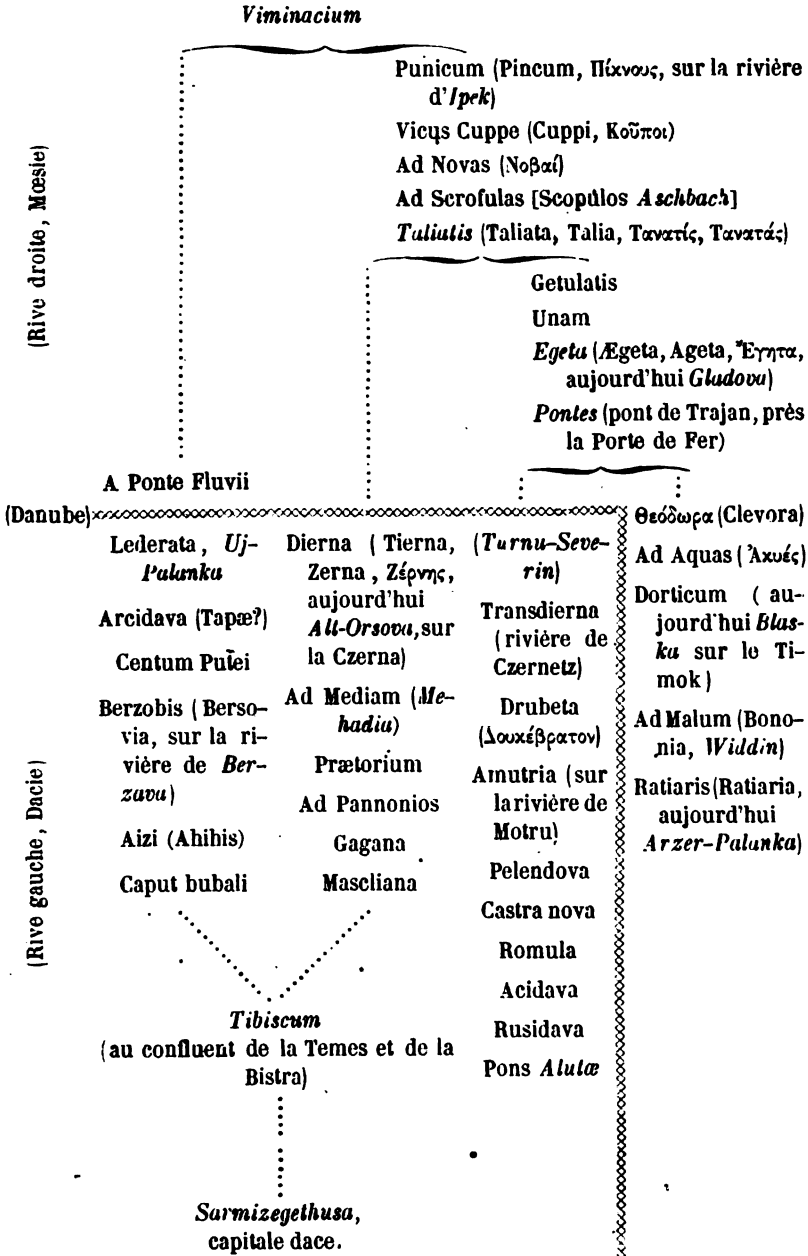 Viminacium
Punicum (Pincum, Πίχνους, sur la rivière
d'Ipek)
Vicus Cuppe (Cuppi, Κοῦποι)
Ad Novas (Νοβαί)
Ad Scrofulas [Scopulos Aschbach]
Taliatis (Taliata, Talia, Τανατίς, Τανατάς)
(Rive droite, Mœsie)
Getulatis
Unam
Egeta (Ægeta, Ageta, Ἔγητα,
aujourd'hui Gladova)
Pontes (pont de Trajan, près
la Porte de Fer)
A Ponte Fluvii
(Danube)
Lederata, Uj-
Palanka
Arcidava (Tapæ?)
Centum Putei
Berzobis (Berso-
via, sur la ri-
vière de Ber-
zava)
Aizi (Ahihis)
Caput bubali
Dierna (Tierna,
Zerna, Ζέρνης,
aujourd'hui
Alt-Orsova, sur
la Czerna)
Ad Mediam (Me-
hadia)
Prætorium
Ad Pannonios
Gagana
Mascliana
(Turnu-Seve-
rin)
Transdierna
(rivière de
Czernetz)
Drubeta
(Δουκέβρατον)
Amutria (sur
la rivière de
Motru)
Pelendova
Castra nova
Romula
Acidava
Rusidava
Pons Alutæ
Θεόδωρα (Clevora)
Ad Aquas (Ἀκυές)
Dorticum (au-
jourd'hui Blas-
ka sur le Ti-
mok)
Ad Malum (Bono-
nia, Widdin)
Ratiaris (Ratiaria,
aujourd'hui
Arzer-Palanka)
(Rive gauche, Dacie)
Tibiscum
(au confluent de la Temes et de la
Bistra)
Sarmizegethusa,
capitale dace.